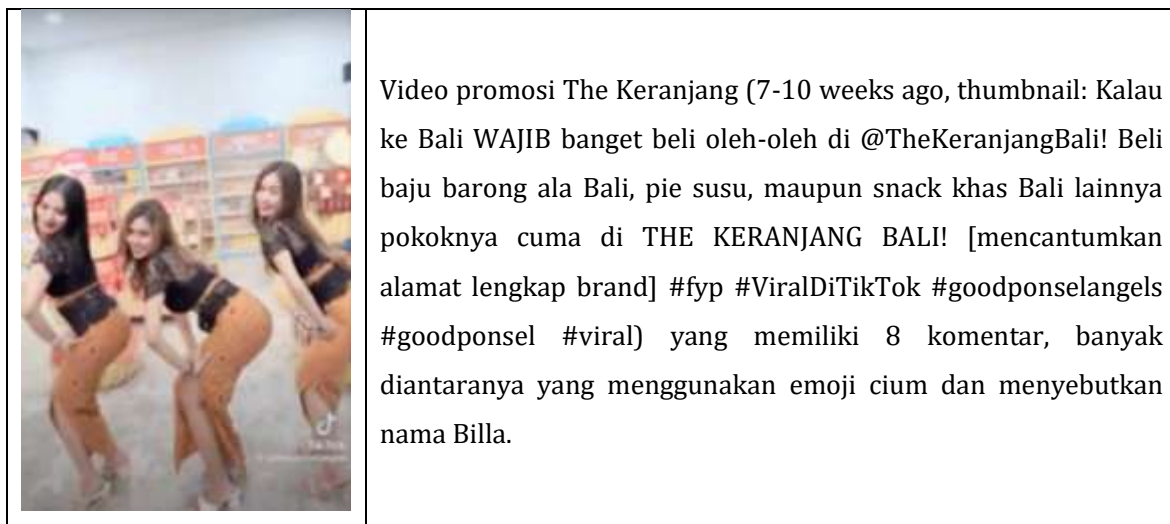 Video promosi The Keranjang (7-10 weeks ago, thumbnail: Kalau
ke Bali WAJIB banget beli oleh-oleh di @TheKeranjangBali! Beli
baju barong ala Bali, pie susu, maupun snack khas Bali lainnya
pokoknya cuma di THE KERANJANG BALI! [mencantumkan
alamat lengkap brand] #fyp #ViralDiTikTok #goodponselangels
#goodponsel #viral) yang memiliki 8 komentar, banyak
diantaranya yang menggunakan emoji cium dan menyebutkan
nama Billa.